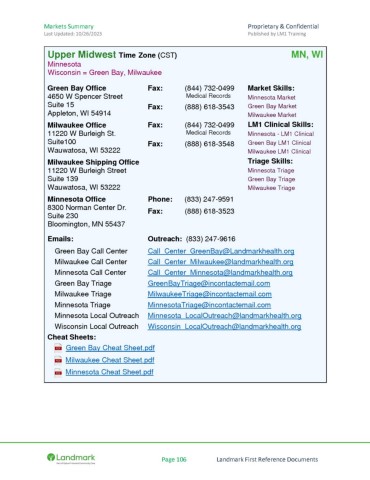 Markets Summary Proprietary & Confidential
Last Updated: 10/26/2023 Published by LM1 Training
Upper Midwest Time Zone (CST) MN, WI
Minnesota
Wisconsin = Green Bay, Milwaukee
Green Bay Office Fax: (844) 732-0499 Market Skills:
4650 W Spencer Street Medical Records Minnesota Market
Suite 15 Fax: (888) 618-3543 Green Bay Market
Appleton, WI 54914 Milwaukee Market
Milwaukee Office Fax: (844) 732-0499 LM1 Clinical Skills:
11220 W Burleigh St. Medical Records Minnesota - LM1 Clinical
Suite100 Fax: (888) 618-3548 Green Bay LM1 Clinical
Wauwatosa, WI 53222 Milwaukee LM1 Clinical
Milwaukee Shipping Office Triage Skills:
11220 W Burleigh Street Minnesota Triage
Suite 139 Green Bay Triage
Wauwatosa, WI 53222 Milwaukee Triage
Minnesota Office Phone: (833) 247-9591
8300 Norman Center Dr. Fax: (888) 618-3523
Suite 230
Bloomington, MN 55437
Emails: Outreach: (833) 247-9616
Green Bay Call Center Call_Center_GreenBay@Landmarkhealth.org
Milwaukee Call Center Call_Center_Milwaukee@landmarkhealth.org
Minnesota Call Center Call_Center_Minnesota@landmarkhealth.org
Green Bay Triage GreenBayTriage@incontactemail.com
Milwaukee Triage MilwaukeeTriage@incontactemail.com
Minnesota Triage MinnesotaTriage@incontactemail.com
Minnesota Local Outreach Minnesota_LocalOutreach@landmarkhealth.org
Wisconsin Local Outreach Wisconsin_LocalOutreach@landmarkhealth.org
Cheat Sheets:
Green Bay Cheat Sheet.pdf
Milwaukee Cheat Sheet.pdf
Minnesota Cheat Sheet.pdf
Landmark Page 106 Landmark First Reference Documents